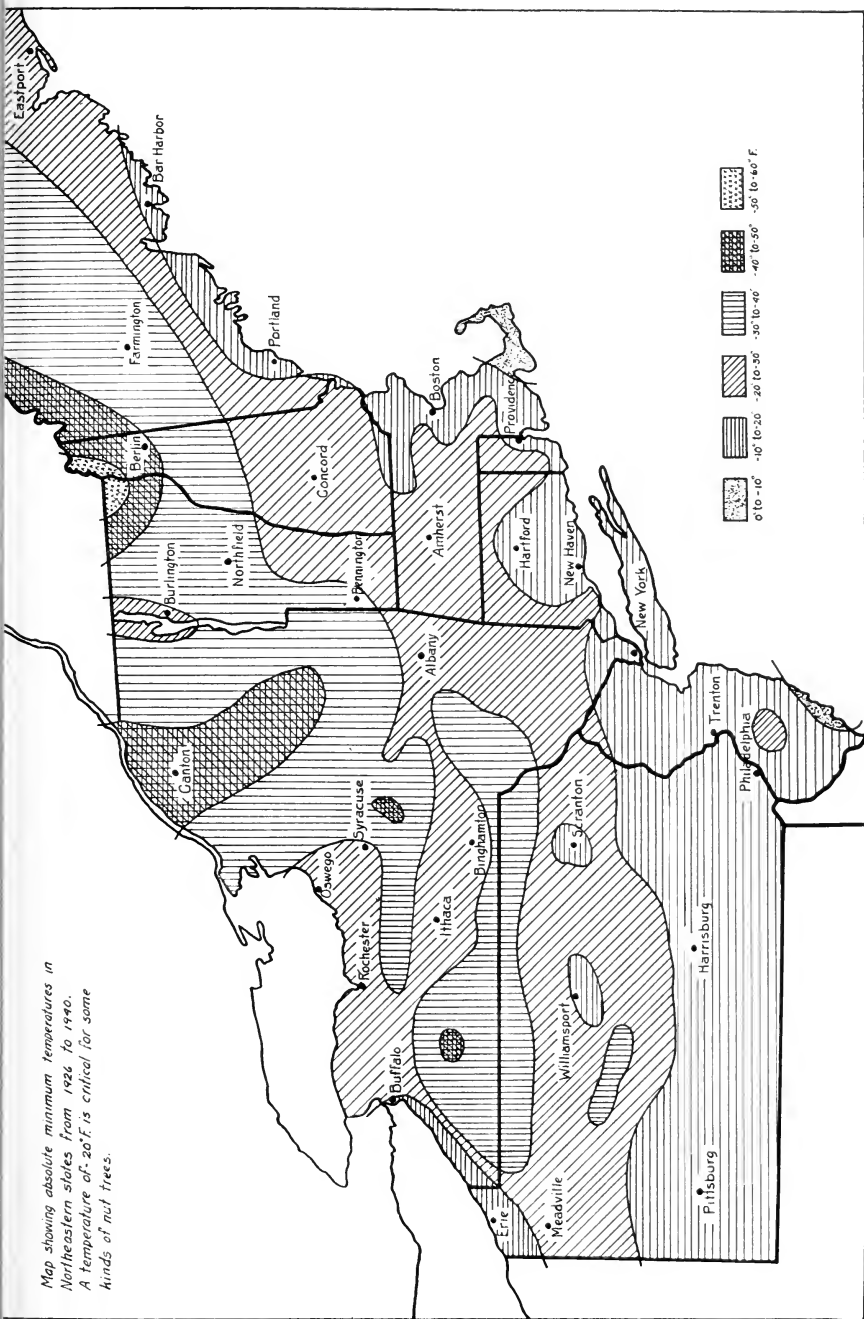 Map showing absolute minimum temperatures in
Northeastern states from 1926 to 1940.
A temperature of -20°F. is critical for some
kinds of nut trees.
Eastport
Bar Harbor
Farmington
Portland
Berlin
Burlington
Northfield
Concord
Bennington
Canton
Boston
Amherst
Albany
Providence
Hartford
New Haven
New York
Syracuse
Oswego
Rochester
Ithaca
Binghamton
Buffalo
Scranton
Williamsport
Erie
Meadville
Trenton
Philadelphia
Harrisburg
Pittsburg
0° to -10°
-10° to-20°
-20° to-30°
-30° to-40°
-40° to-50°
-50° to-60° F.